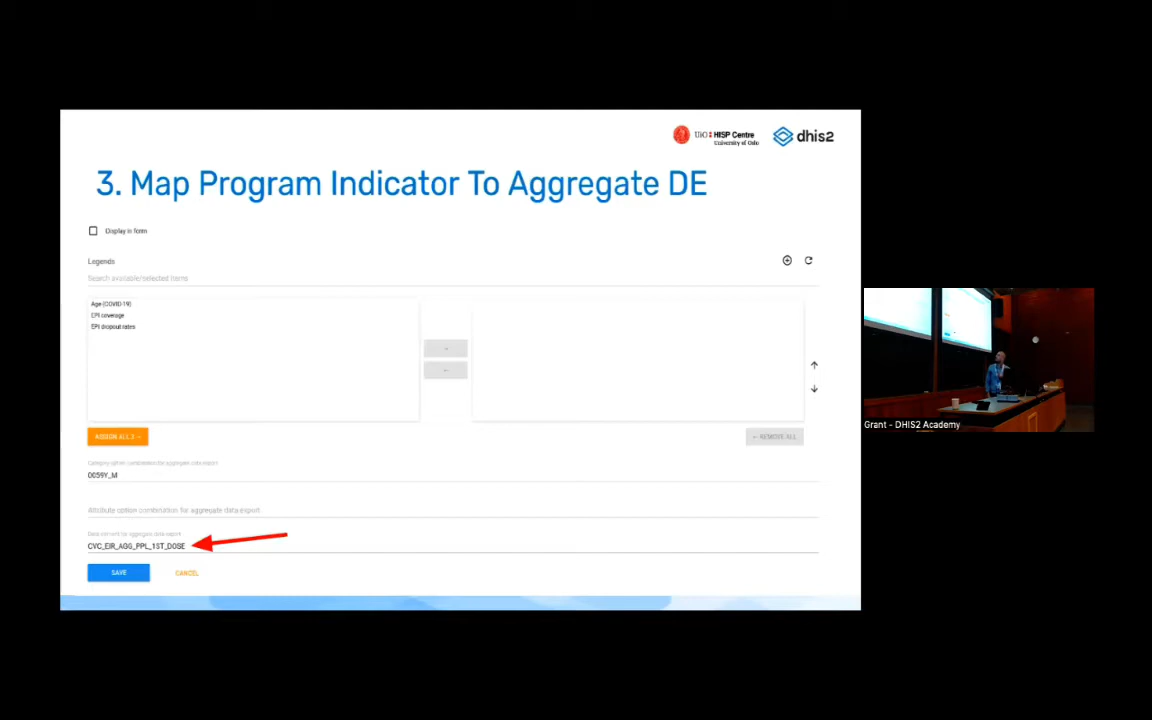 UiO HISP Centre
University of Oslo
dhis2
3. Map Program Indicator To Aggregate DE
Display in form
Legends
Search available/selected items
Age (COVID-19)
EPI coverage
EPI dropout rates
ASSIGN ALL 3 →
← REMOVE ALL
Category option combination for aggregate data export
0059Y_M
Attribute option combination for aggregate data export
Data element for aggregate data export
CVC_EIR_AGG_PPL_1ST_DOSE
SAVE
CANCEL
Grant - DHIS2 Academy